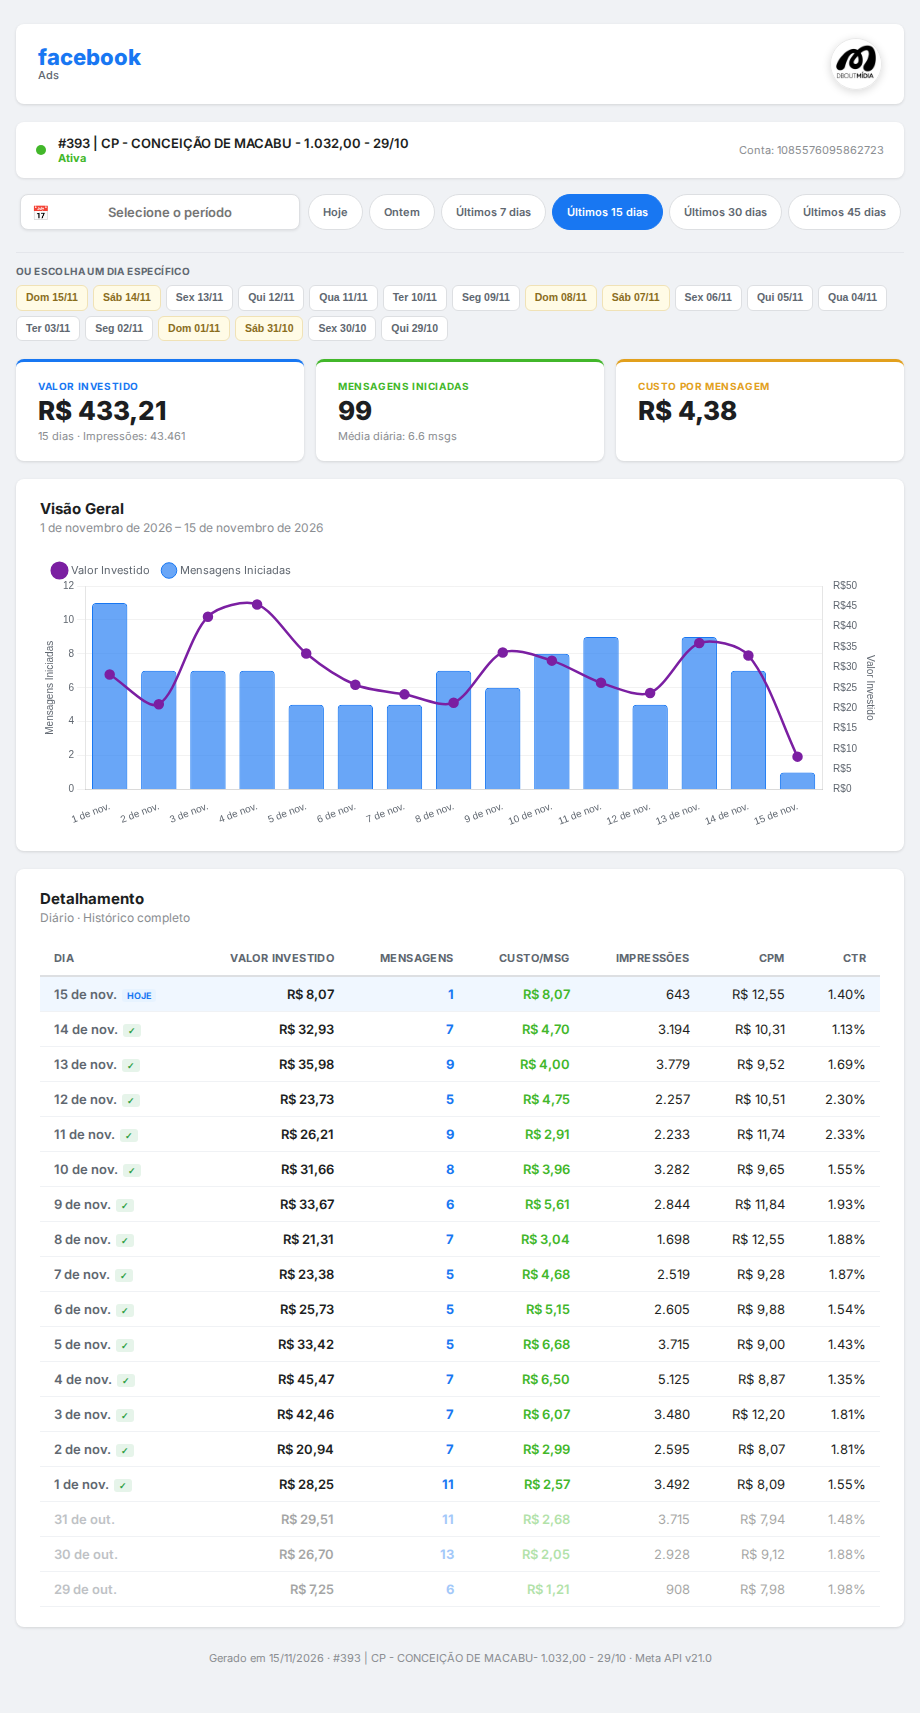 facebook
Ads
DBOUTMÍDIA
#393 | CP - CONCEIÇÃO DE MACABU - 1.032,00 - 29/10
Ativa
Conta: 1085576095862723
Selecione o período
Hoje
Ontem
Últimos 7 dias
Últimos 15 dias
Últimos 30 dias
Últimos 45 dias
OU ESCOLHA UM DIA ESPECÍFICO
Dom 15/11 Sáb 14/11 Sex 13/11 Qui 12/11 Qua 11/11 Ter 10/11 Seg 09/11 Dom 08/11 Sáb 07/11 Sex 06/11 Qui 05/11 Qua 04/11
Ter 03/11 Seg 02/11 Dom 01/11 Sáb 31/10 Sex 30/10 Qui 29/10
VALOR INVESTIDO
R$ 433,21
15 dias · Impressões: 43.461
MENSAGENS INICIADAS
99
Média diária: 6.6 msgs
CUSTO POR MENSAGEM
R$ 4,38
Visão Geral
1 de novembro de 2026 – 15 de novembro de 2026
Valor Investido Mensagens Iniciadas
Mensagens Iniciadas
12
10
8
6
4
2
0
R$50
R$45
R$40
R$35
R$30
R$25
R$20
R$15
R$10
R$5
R$0
Valor Investido
1 de nov. 2 de nov. 3 de nov. 4 de nov. 5 de nov. 6 de nov. 7 de nov. 8 de nov. 9 de nov. 10 de nov. 11 de nov. 12 de nov. 13 de nov. 14 de nov. 15 de nov.
Detalhamento
Diário · Histórico completo
DIA VALOR INVESTIDO MENSAGENS CUSTO/MSG IMPRESSÕES CPM CTR
15 de nov. HOJE R$ 8,07 1 R$ 8,07 643 R$ 12,55 1.40%
14 de nov. ✓ R$ 32,93 7 R$ 4,70 3.194 R$ 10,31 1.13%
13 de nov. ✓ R$ 35,98 9 R$ 4,00 3.779 R$ 9,52 1.69%
12 de nov. ✓ R$ 23,73 5 R$ 4,75 2.257 R$ 10,51 2.30%
11 de nov. ✓ R$ 26,21 9 R$ 2,91 2.233 R$ 11,74 2.33%
10 de nov. ✓ R$ 31,66 8 R$ 3,96 3.282 R$ 9,65 1.55%
9 de nov. ✓ R$ 33,67 6 R$ 5,61 2.844 R$ 11,84 1.93%
8 de nov. ✓ R$ 21,31 7 R$ 3,04 1.698 R$ 12,55 1.88%
7 de nov. ✓ R$ 23,38 5 R$ 4,68 2.519 R$ 9,28 1.87%
6 de nov. ✓ R$ 25,73 5 R$ 5,15 2.605 R$ 9,88 1.54%
5 de nov. ✓ R$ 33,42 5 R$ 6,68 3.715 R$ 9,00 1.43%
4 de nov. ✓ R$ 45,47 7 R$ 6,50 5.125 R$ 8,87 1.35%
3 de nov. ✓ R$ 42,46 7 R$ 6,07 3.480 R$ 12,20 1.81%
2 de nov. ✓ R$ 20,94 7 R$ 2,99 2.595 R$ 8,07 1.81%
1 de nov. ✓ R$ 28,25 11 R$ 2,57 3.492 R$ 8,09 1.55%
31 de out. R$ 29,51 11 R$ 2,68 3.715 R$ 7,94 1.48%
30 de out. R$ 26,70 13 R$ 2,05 2.928 R$ 9,12 1.88%
29 de out. R$ 7,25 6 R$ 1,21 908 R$ 7,98 1.98%
Gerado em 15/11/2026 · #393 | CP - CONCEIÇÃO DE MACABU- 1.032,00 - 29/10 · Meta API v21.0